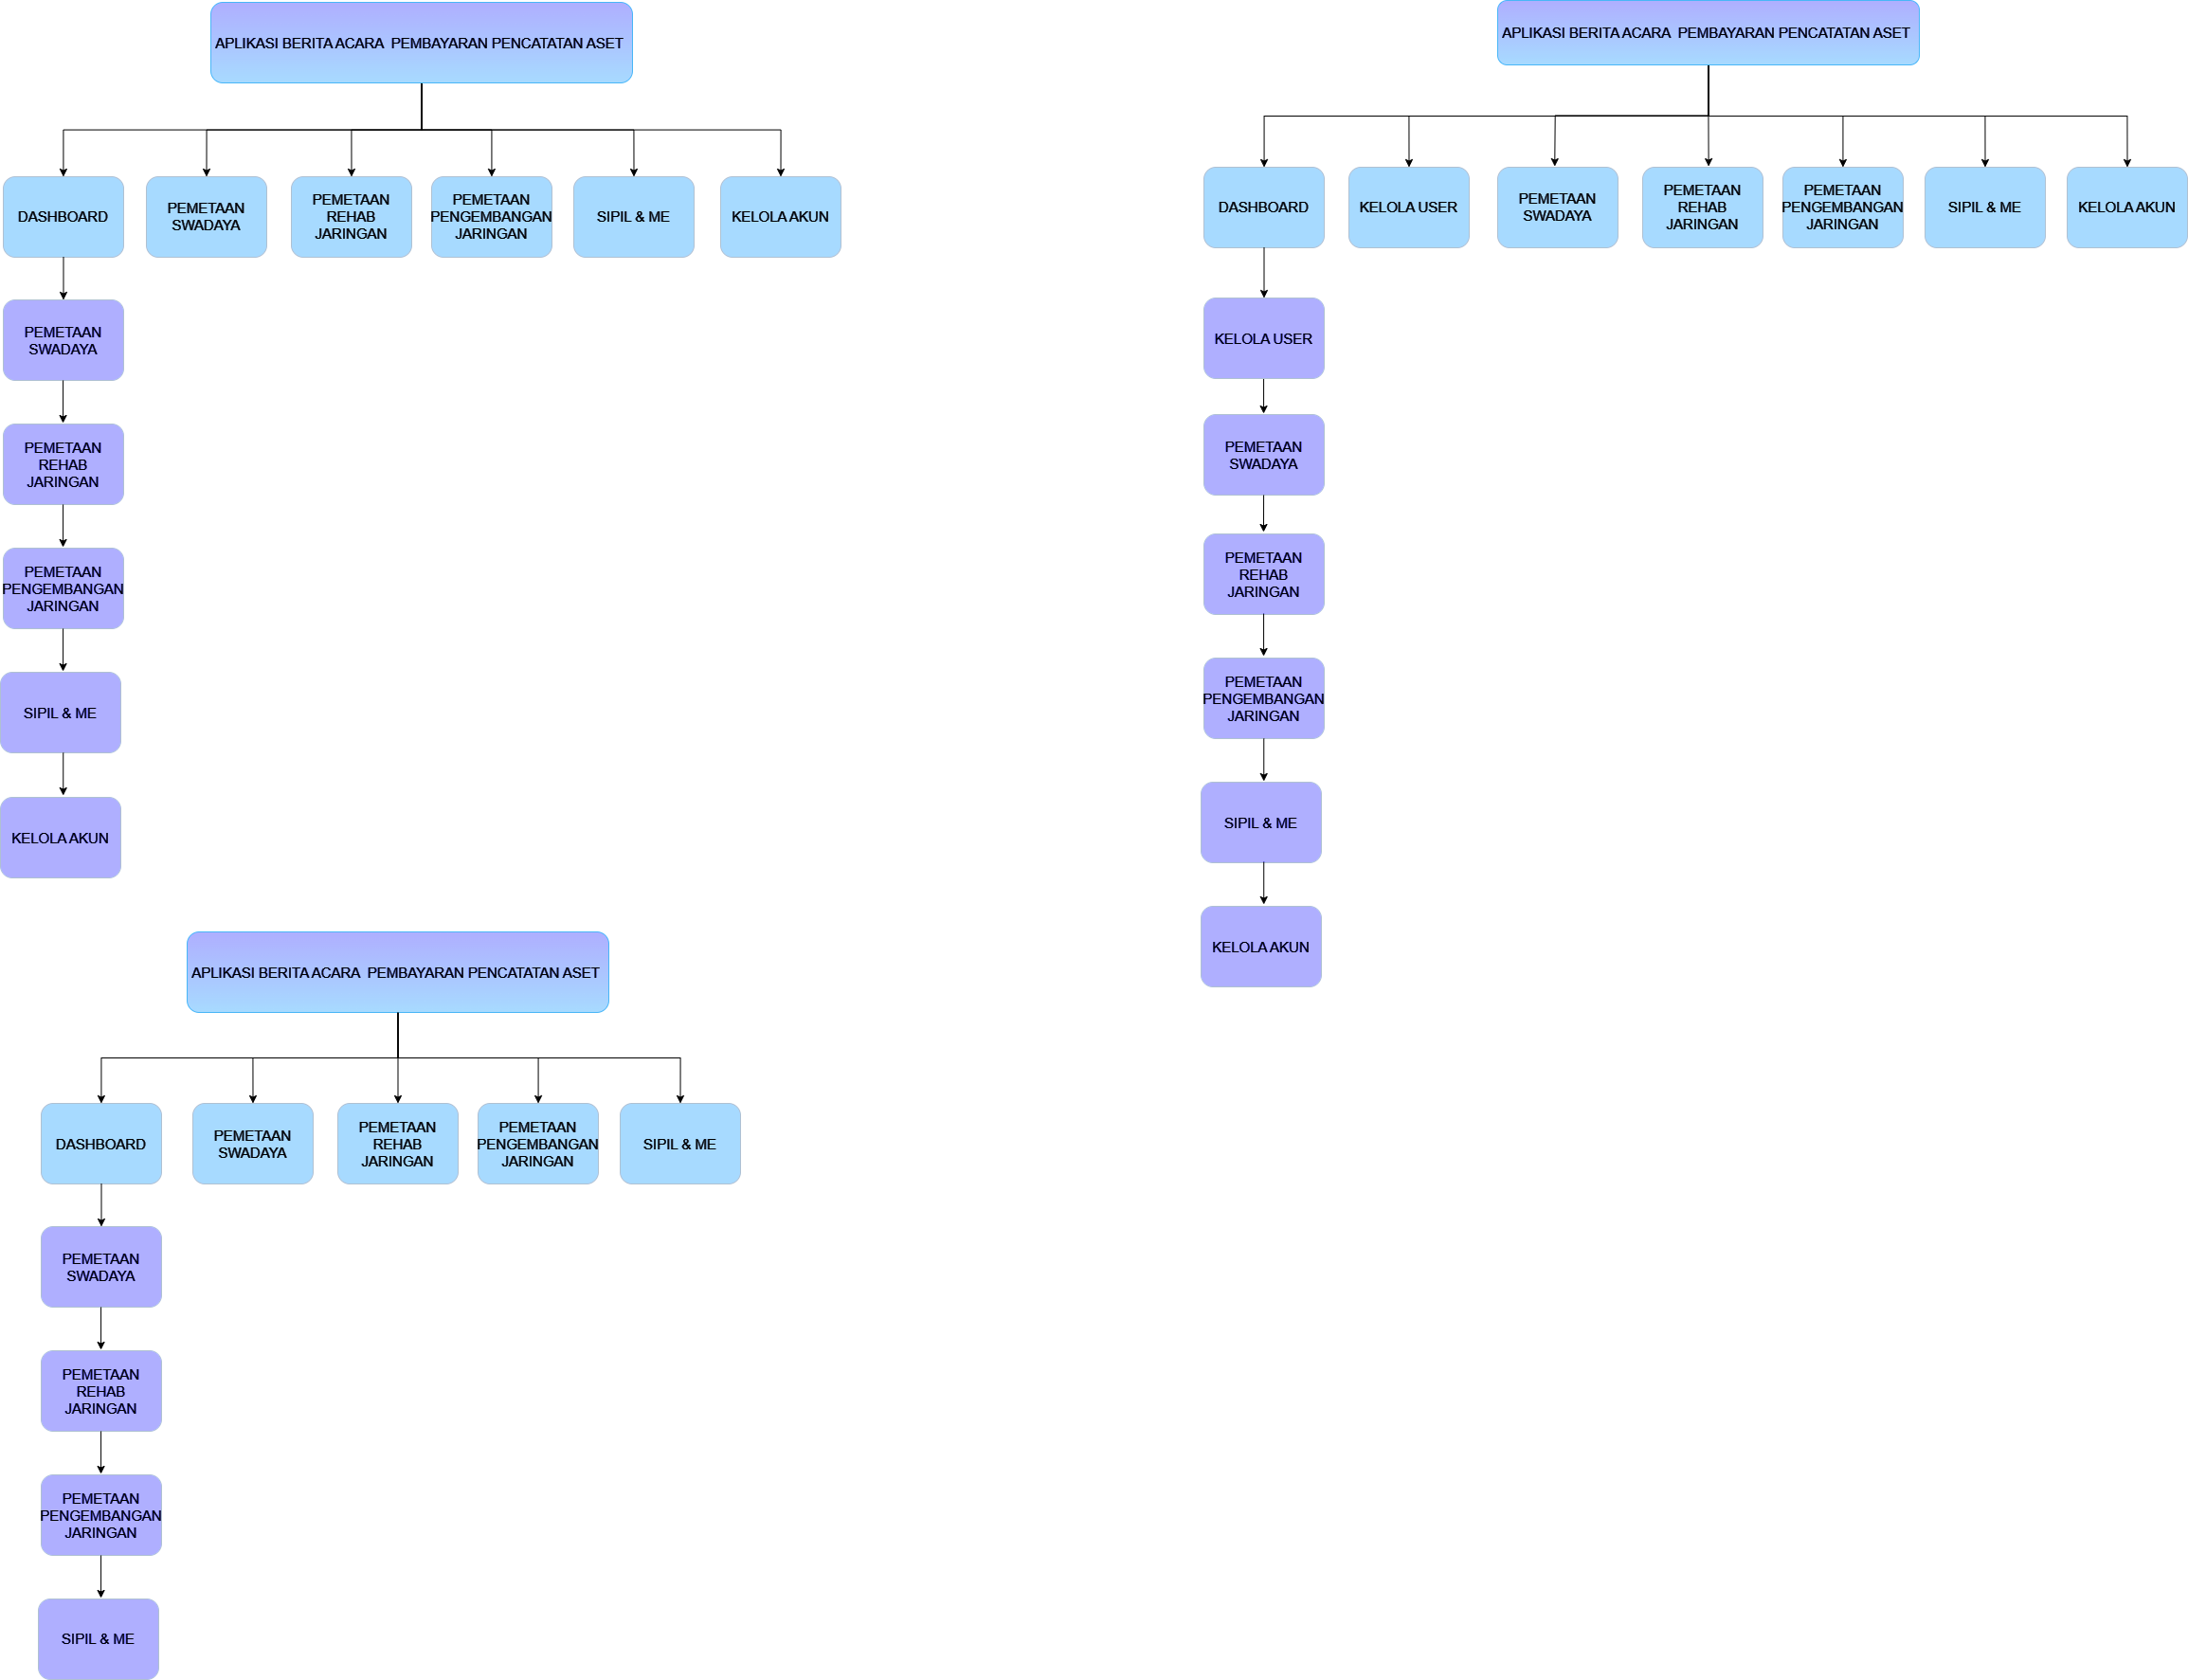 APLIKASI BERITA ACARA  PEMBAYARAN PENCATATAN ASET
DASHBOARD
PEMETAAN
SWADAYA
PEMETAAN
REHAB
JARINGAN
PEMETAAN
PENGEMBANGAN
JARINGAN
SIPIL & ME
KELOLA AKUN
PEMETAAN
SWADAYA
PEMETAAN
REHAB
JARINGAN
PEMETAAN
PENGEMBANGAN
JARINGAN
SIPIL & ME
KELOLA AKUN
APLIKASI BERITA ACARA  PEMBAYARAN PENCATATAN ASET
DASHBOARD
KELOLA USER
PEMETAAN
SWADAYA
PEMETAAN
REHAB
JARINGAN
PEMETAAN
PENGEMBANGAN
JARINGAN
SIPIL & ME
KELOLA AKUN
KELOLA USER
PEMETAAN
SWADAYA
PEMETAAN
REHAB
JARINGAN
PEMETAAN
PENGEMBANGAN
JARINGAN
SIPIL & ME
KELOLA AKUN
APLIKASI BERITA ACARA  PEMBAYARAN PENCATATAN ASET
DASHBOARD
PEMETAAN
SWADAYA
PEMETAAN
REHAB
JARINGAN
PEMETAAN
PENGEMBANGAN
JARINGAN
SIPIL & ME
PEMETAAN
SWADAYA
PEMETAAN
REHAB
JARINGAN
PEMETAAN
PENGEMBANGAN
JARINGAN
SIPIL & ME